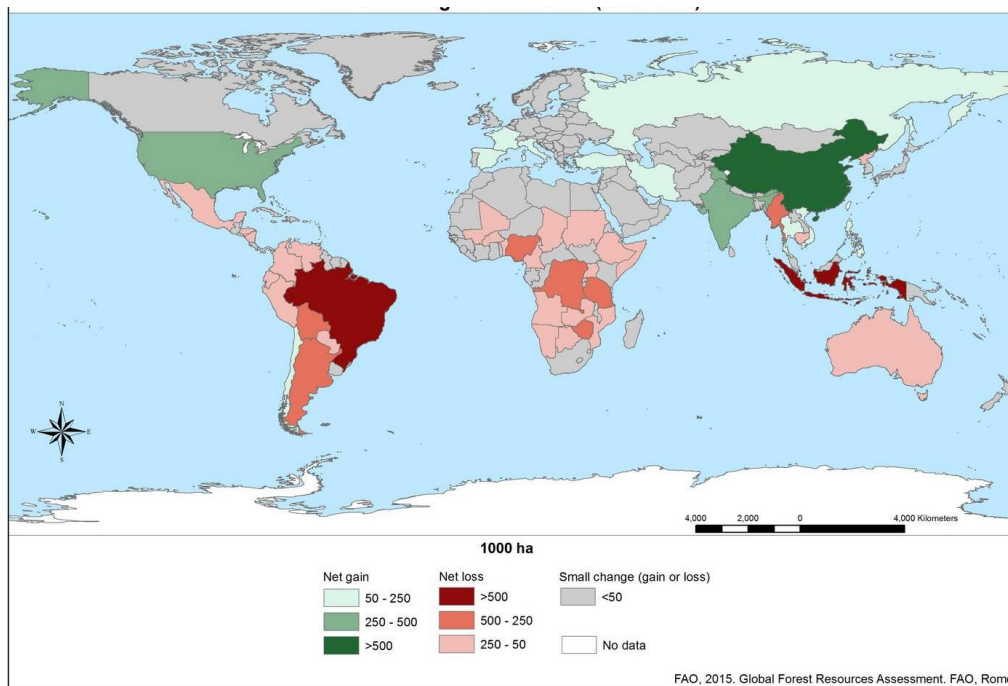 N
W E
S
4,000 2,000 0 4,000 Kilometers
1000 ha
Net gain
50 - 250
250 - 500
>500
Net loss
>500
500 - 250
250 - 50
Small change (gain or loss)
<50
No data
FAO, 2015. Global Forest Resources Assessment. FAO, Rom